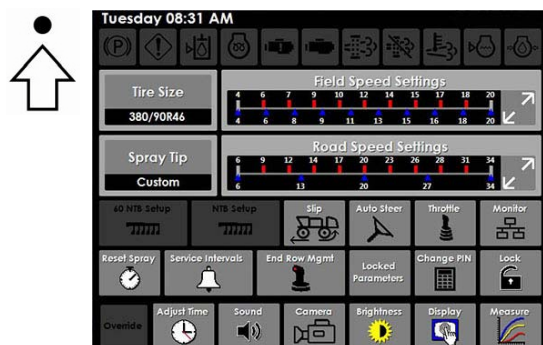 Tuesday 08:31 AM
Tire Size
380/90R46
Field Speed Settings
4 6 7 9 10 12 14 15 17 18 20
4 6 8 9 11 13 15 16 18 20
Spray Tip
Custom
Road Speed Settings
6 9 12 14 17 20 23 26 28 31 34
6 13 20 27 34
60 NTB Setup
NTB Setup
Slip
Auto Steer
Throttle
Monitor
Reset Spray
Service Intervals
End Row Mgmt
Locked
Parameters
Change PIN
Lock
Override
Adjust Time
Sound
Camera
Brightness
Display
Measure